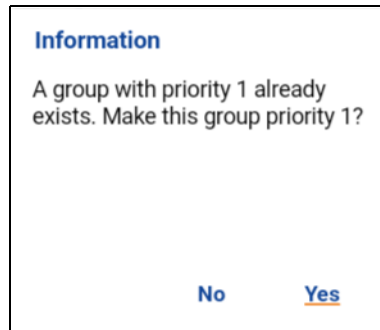 Information
A group with priority 1 already
exists. Make this group priority 1?
No Yes